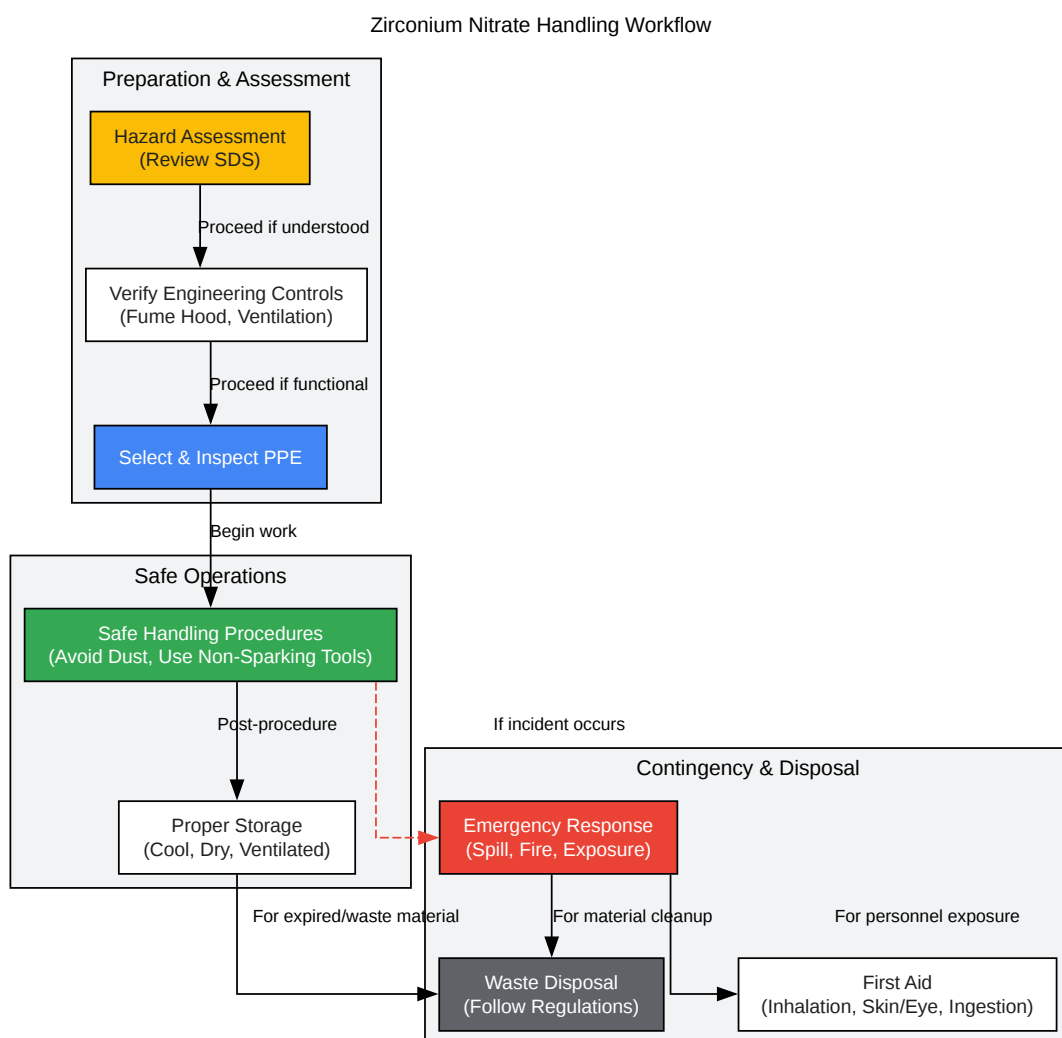 Zirconium Nitrate Handling Workflow
Preparation & Assessment
Hazard Assessment
(Review SDS)
Proceed if understood
Verify Engineering Controls
(Fume Hood, Ventilation)
Proceed if functional
Select & Inspect PPE
Begin work
Safe Operations
Safe Handling Procedures
(Avoid Dust, Use Non-Sparking Tools)
Post-procedure
If incident occurs
Contingency & Disposal
Proper Storage
(Cool, Dry, Ventilated)
Emergency Response
(Spill, Fire, Exposure)
For expired/waste material
For material cleanup
For personnel exposure
Waste Disposal
(Follow Regulations)
First Aid
(Inhalation, Skin/Eye, Ingestion)